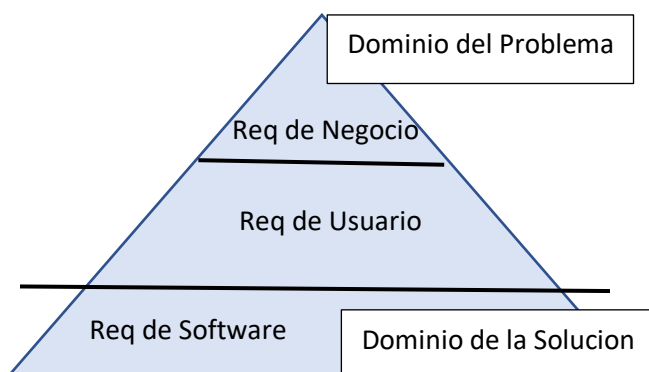 Dominio del Problema
Req de Negocio
Req de Usuario
Req de Software
Dominio de la Solucion